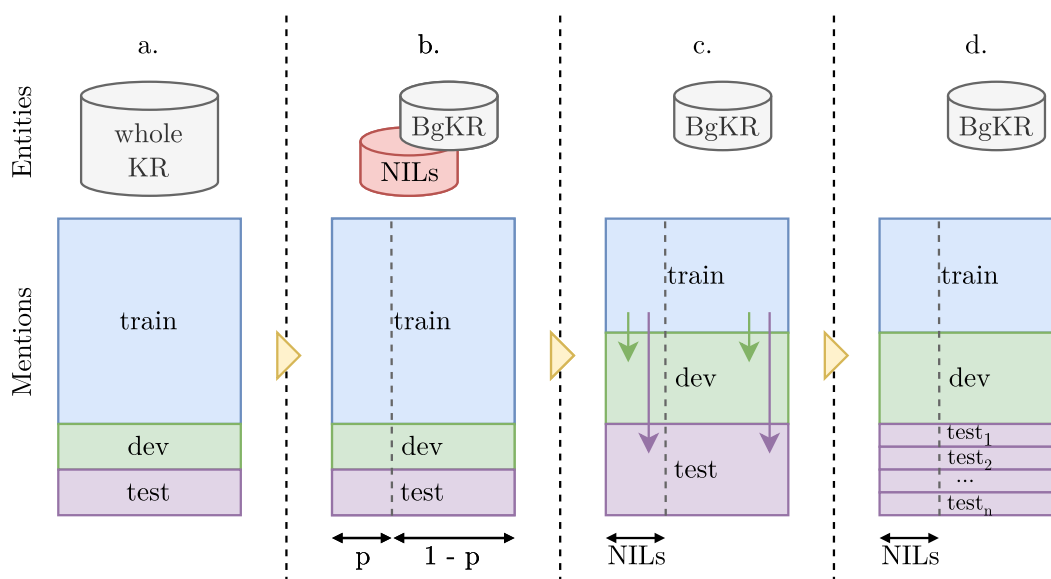 a.
b.
c.
d.
Entities
whole
KR
BgKR
NILs
BgKR
BgKR
Mentions
train
dev
test
train
dev
test
train
dev
test
train
dev
test₁
test₂
...
testₙ
p
1 - p
NILs
NILs